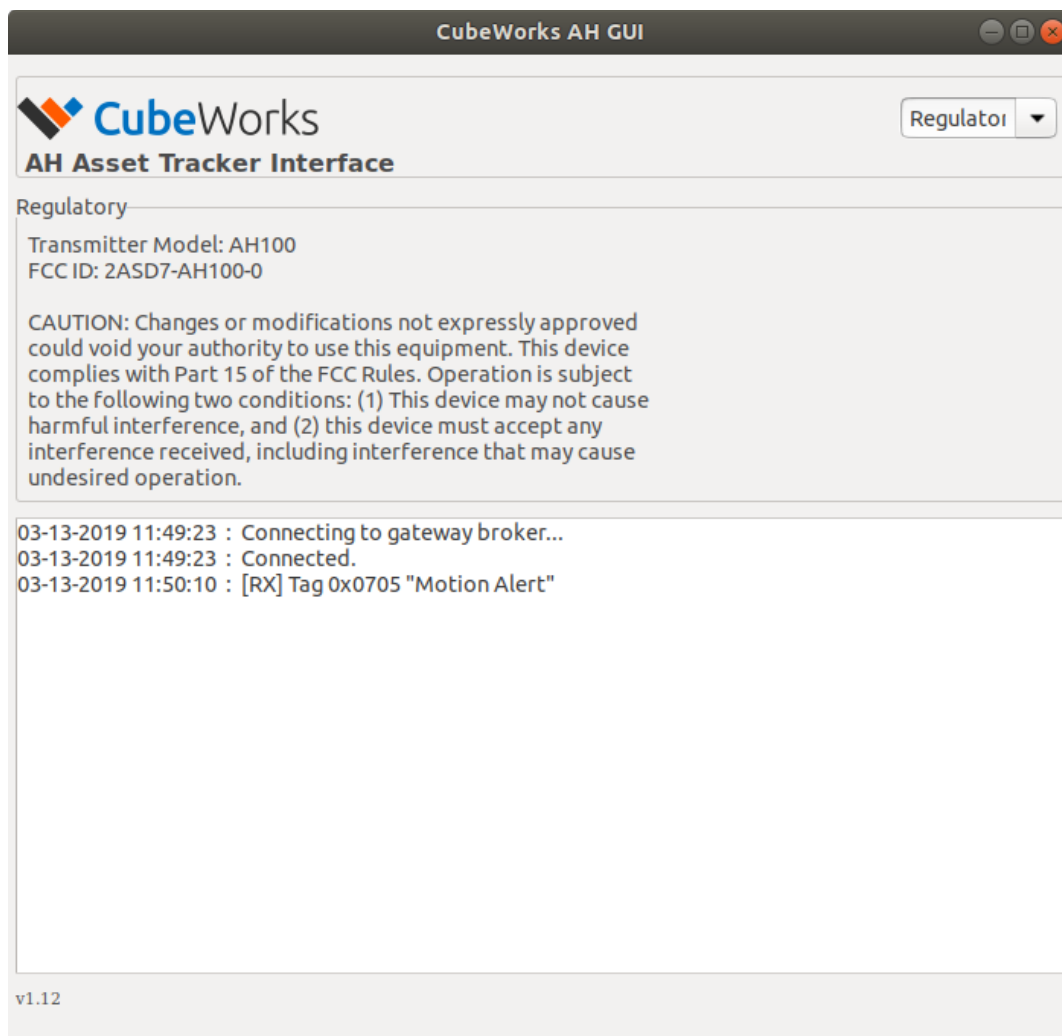 CubeWorks AH GUI
CubeWorks
Regulator
AH Asset Tracker Interface
Regulatory
Transmitter Model: AH100
FCC ID: 2ASD7-AH100-0
CAUTION: Changes or modifications not expressly approved
could void your authority to use this equipment. This device
complies with Part 15 of the FCC Rules. Operation is subject
to the following two conditions: (1) This device may not cause
harmful interference, and (2) this device must accept any
interference received, including interference that may cause
undesired operation.
03-13-2019 11:49:23 : Connecting to gateway broker...
03-13-2019 11:49:23 : Connected.
03-13-2019 11:50:10 : [RX] Tag 0x0705 "Motion Alert"
v1.12